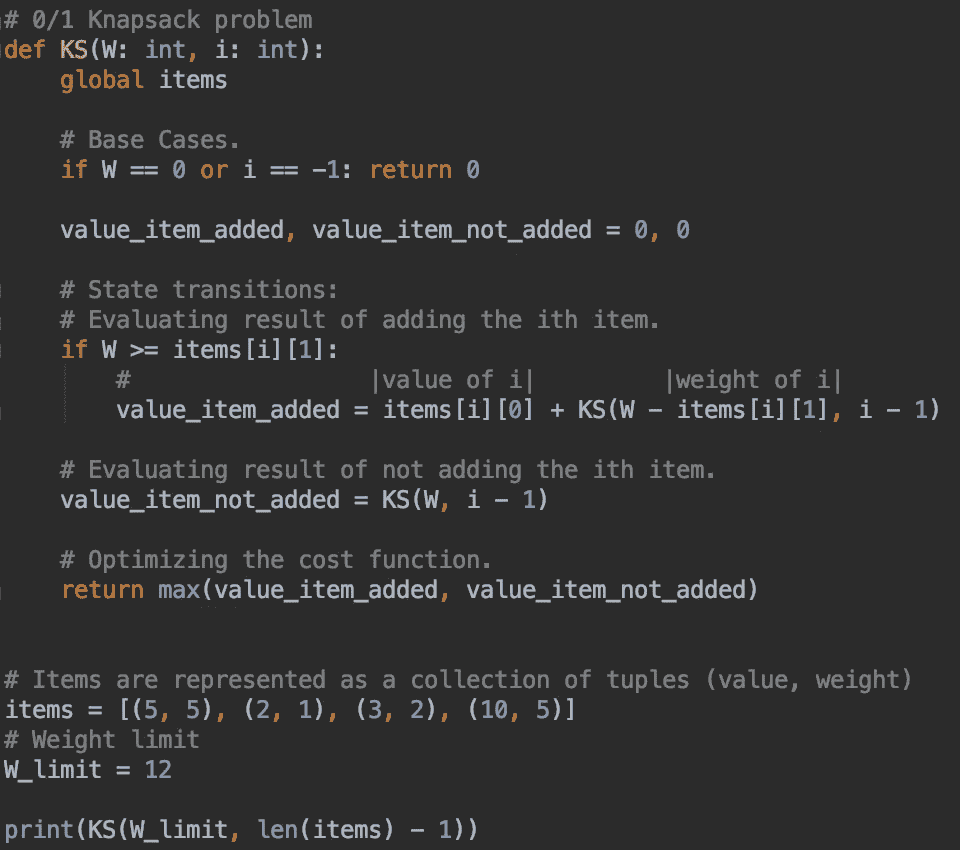 # 0/1 Knapsack problem
def KS(W: int, i: int):
    global items

    # Base Cases.
    if W == 0 or i == -1: return 0

    value_item_added, value_item_not_added = 0, 0

    # State transitions:
    # Evaluating result of adding the ith item.
    if W >= items[i][1]:
        #                 |value of i|         |weight of i|
        value_item_added = items[i][0] + KS(W - items[i][1], i - 1)

    # Evaluating result of not adding the ith item.
    value_item_not_added = KS(W, i - 1)

    # Optimizing the cost function.
    return max(value_item_added, value_item_not_added)


# Items are represented as a collection of tuples (value, weight)
items = [(5, 5), (2, 1), (3, 2), (10, 5)]
# Weight limit
W_limit = 12

print(KS(W_limit, len(items) - 1))